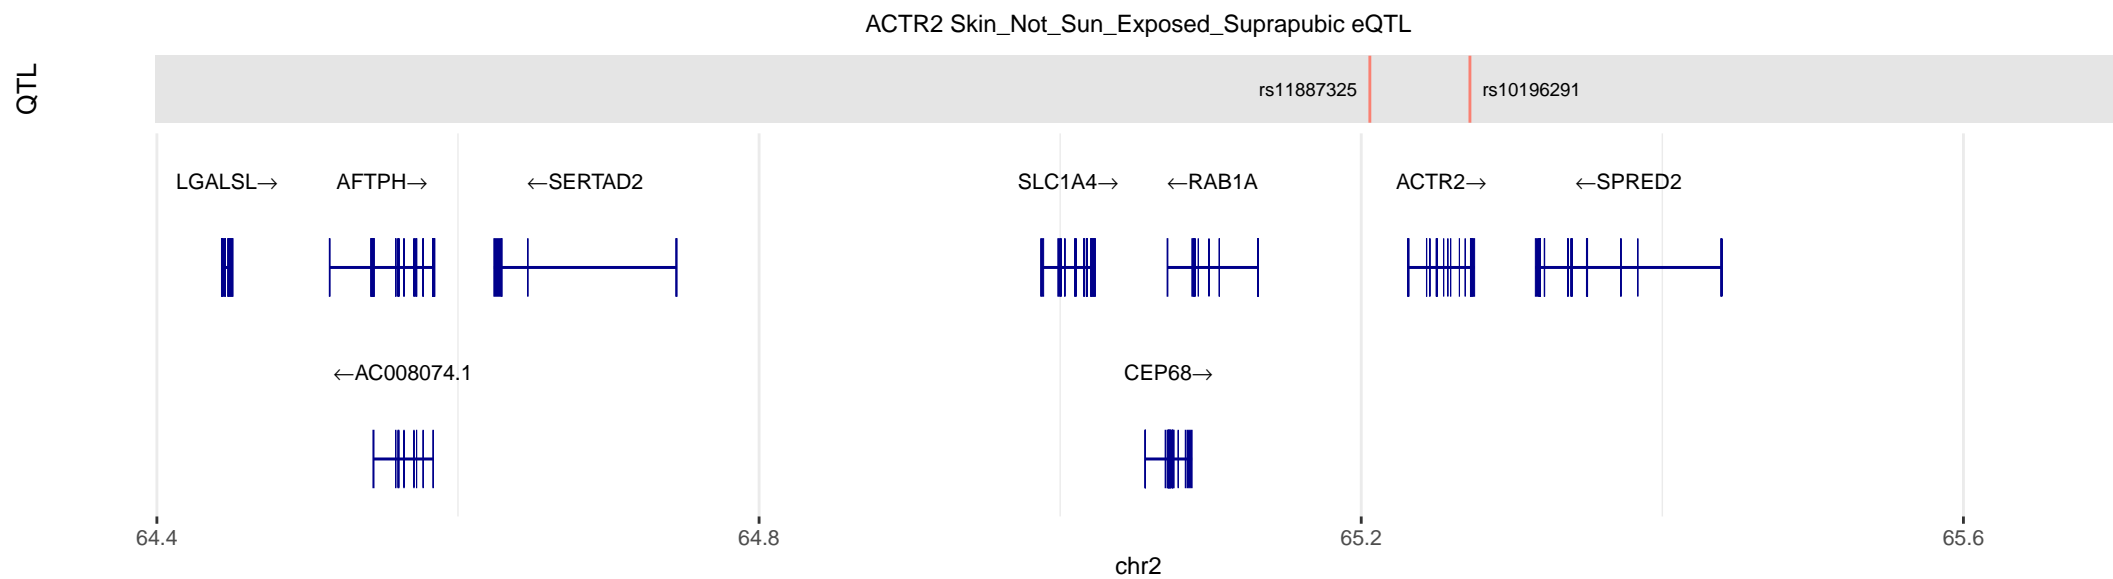 ACTR2 Skin_Not_Sun_Exposed_Suprapubic eQTL
QTL
rs11887325 rs10196291
LGALSL→ AFTPH→ ←SERTAD2 SLC1A4→ ←RAB1A ACTR2→ ←SPRED2
←AC008074.1 CEP68→
64.4 64.8 65.2 65.6
chr2